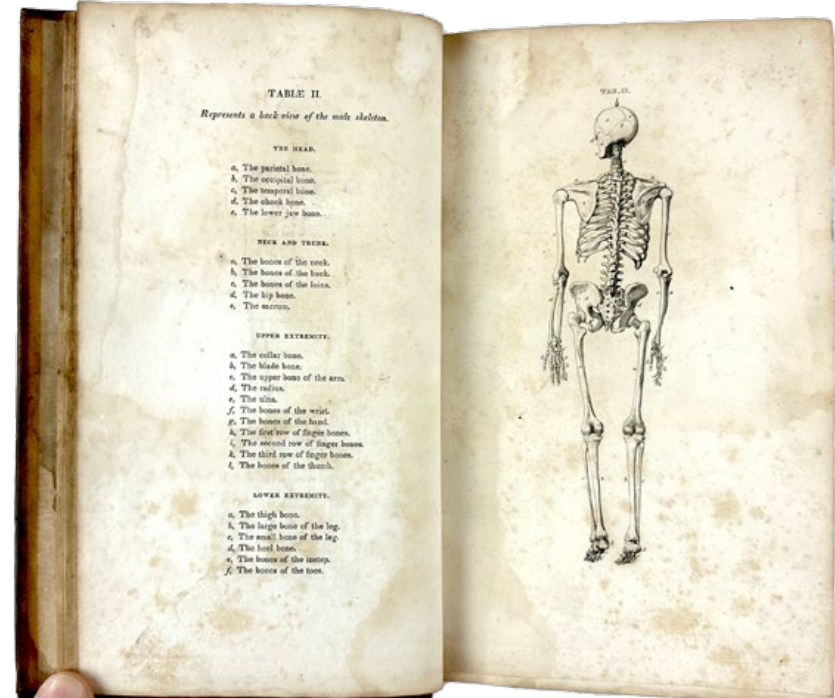 TABLE II.
Represents a back view of the male skeleton.
THE HEAD.
a, The parietal bone.
b, The occipital bone.
c, The temporal bone.
d, The cheek bone.
e, The lower jaw bone.
NECK AND TRUNK.
a, The bones of the neck.
b, The bones of the back.
c, The bones of the loins.
d, The hip bone.
e, The sacrum.
UPPER EXTREMITY.
a, The collar bone.
b, The blade bone.
c, The upper bone of the arm.
d, The radius.
e, The ulna.
f, The bones of the wrist.
g, The bones of the hand.
h, The first row of finger bones.
i, The second row of finger bones.
k, The third row of finger bones.
l, The bones of the thumb.
LOWER EXTREMITY.
a, The thigh bone.
b, The large bone of the leg.
c, The small bone of the leg.
d, The heel bone.
e, The bones of the instep.
f, The bones of the toes.
TAB. II.